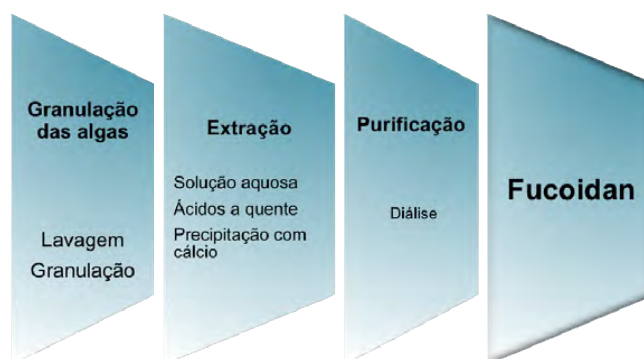 Granulação
das algas
Lavagem
Granulação
Extração
Solução aquosa
Ácidos a quente
Precipitação com
cálcio
Purificação
Diálise
Fucoidan